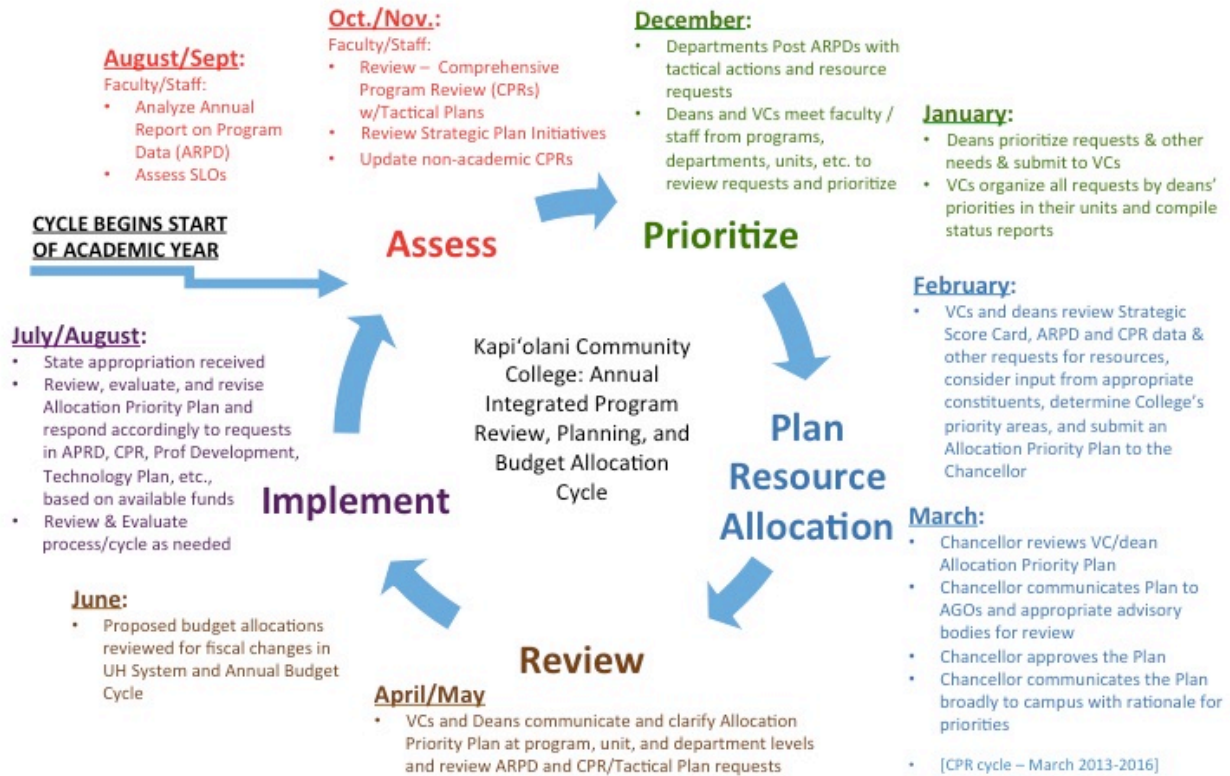 August/Sept:
Faculty/Staff:
• Analyze Annual
Report on Program
Data (ARPD)
• Assess SLOs
Oct./Nov.:
Faculty/Staff:
• Review – Comprehensive
Program Review (CPRs)
w/Tactical Plans
• Review Strategic Plan Initiatives
• Update non-academic CPRs
December:
• Departments Post ARPDs with
tactical actions and resource
requests
• Deans and VCs meet faculty /
staff from programs,
departments, units, etc. to
review requests and prioritize
January:
• Deans prioritize requests & other
needs & submit to VCs
• VCs organize all requests by deans’
priorities in their units and compile
status reports
CYCLE BEGINS START
OF ACADEMIC YEAR
Assess
Prioritize
February:
• VCs and deans review Strategic
Score Card, ARPD and CPR data &
other requests for resources,
consider input from appropriate
constituents, determine College’s
priority areas, and submit an
Allocation Priority Plan to the
Chancellor
Kapi‘olani Community
College: Annual
Integrated Program
Review, Planning, and
Budget Allocation
Cycle
Plan
Resource
Allocation
March:
• Chancellor reviews VC/dean
Allocation Priority Plan
• Chancellor communicates Plan to
AGOs and appropriate advisory
bodies for review
• Chancellor approves the Plan
• Chancellor communicates the Plan
broadly to campus with rationale for
priorities
• [CPR cycle – March 2013-2016]
Review
April/May
• VCs and Deans communicate and clarify Allocation
Priority Plan at program, unit, and department levels
and review ARPD and CPR/Tactical Plan requests
June:
• Proposed budget allocations
reviewed for fiscal changes in
UH System and Annual Budget
Cycle
Implement
July/August:
• State appropriation received
• Review, evaluate, and revise
Allocation Priority Plan and
respond accordingly to requests
in APRD, CPR, Prof Development,
Technology Plan, etc.,
based on available funds
• Review & Evaluate
process/cycle as needed